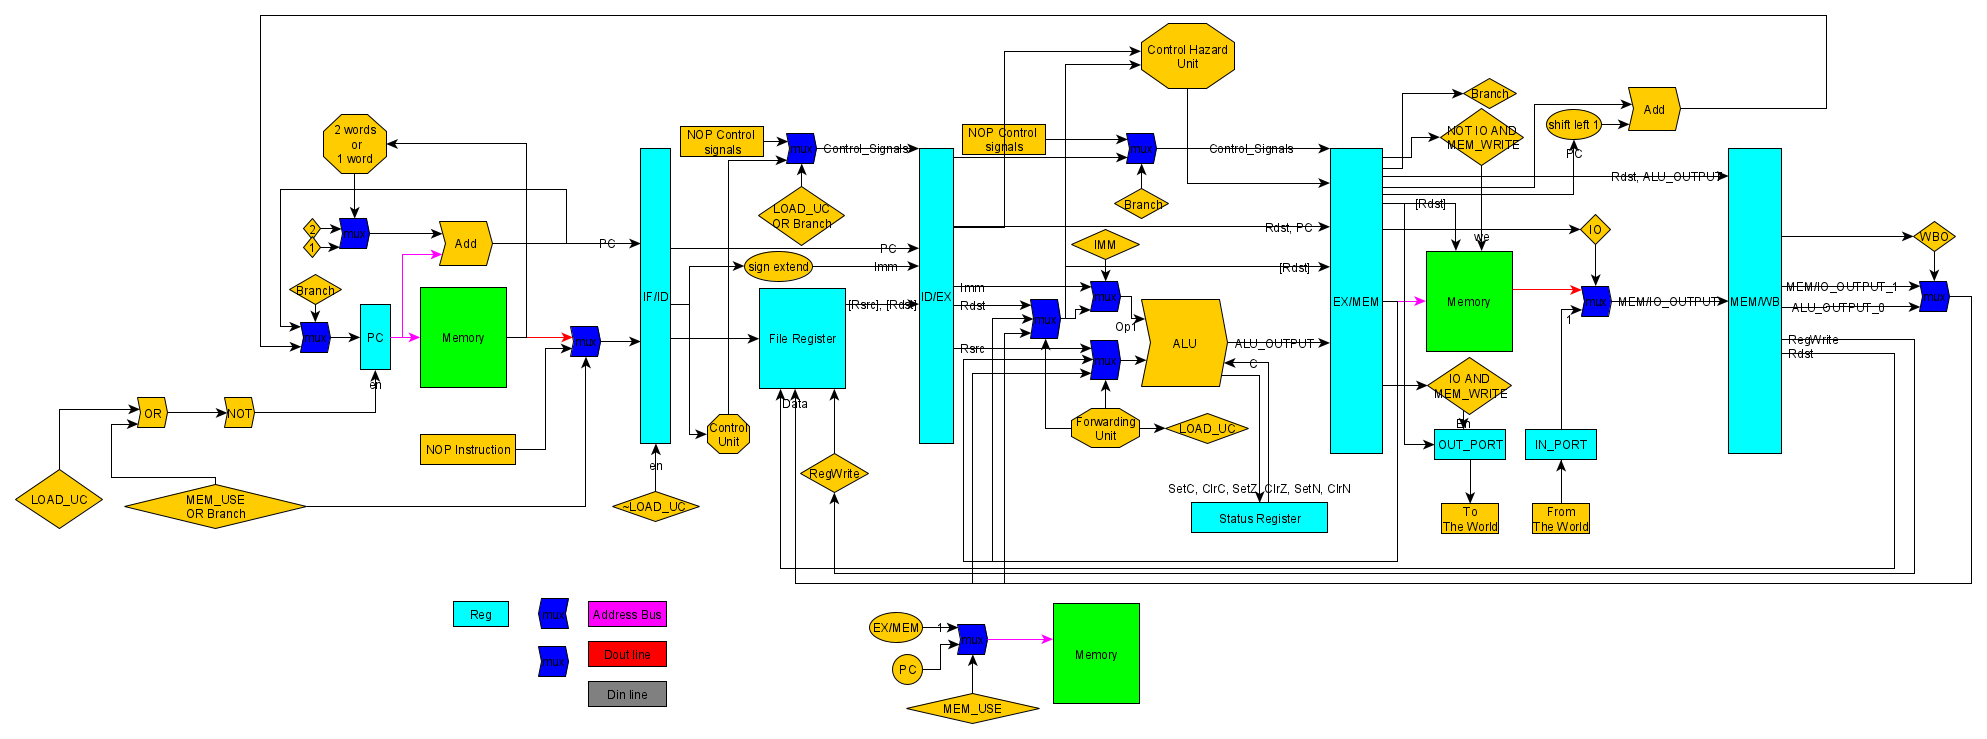 Control Hazard
Unit
Branch
NOT IO AND
MEM_WRITE
shift left 1
Add
PC
2 words
or
1 word
NOP Control
signals
mux
Control_Signals
LOAD_UC
OR Branch
NOP Control
signals
mux
Control_Signals
Branch
Rdst, ALU_OUTPUT
[Rdst]
2
1
mux
Add
PC
PC
Rdst, PC
we
IO
WBO
IMM
sign extend
Imm
[Rdst]
Branch
mux
PC
en
Memory
mux
IF/ID
File Register
[Rsrc], [Rdst]
ID/EX
Imm
Rdst
Rsrc
mux
mux
mux
Op1
ALU
ALU_OUTPUT
C
EX/MEM
Memory
mux
1
MEM/IO_OUTPUT
MEM/WB
MEM/IO_OUTPUT_1
ALU_OUTPUT_0
mux
RegWrite
Rdst
OR
NOT
NOP Instruction
Data
Control
Unit
Forwarding
Unit
LOAD_UC
IO AND
MEM_WRITE
En
OUT_PORT
IN_PORT
en
RegWrite
LOAD_UC
MEM_USE
OR Branch
~LOAD_UC
SetC, ClrC, SetZ, ClrZ, SetN, ClrN
Status Register
To
The World
From
The World
Reg
mux
Address Bus
mux
Dout line
Din line
EX/MEM
1
mux
PC
Memory
MEM_USE